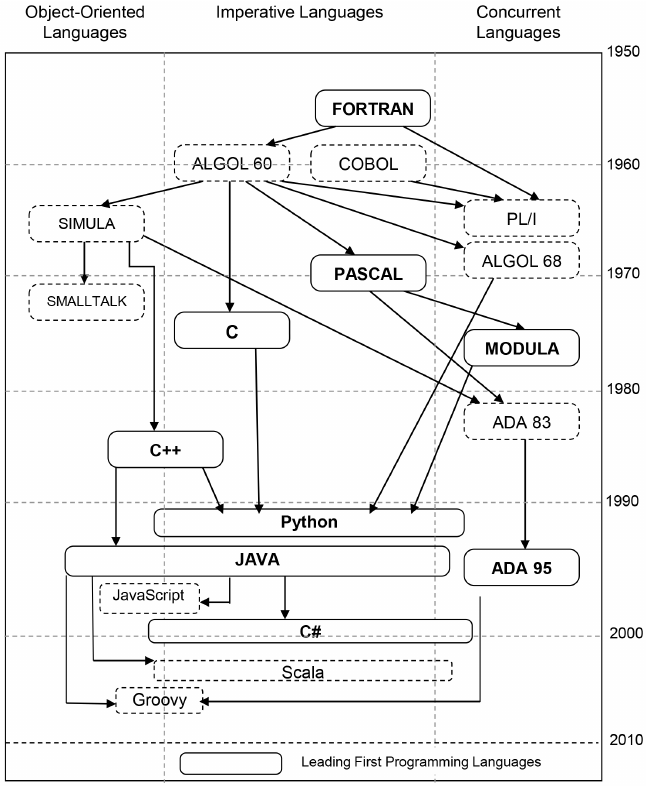 Object-Oriented
Languages
Imperative Languages
Concurrent
Languages
1950
FORTRAN
ALGOL 60
COBOL
1960
SIMULA
PL/I
ALGOL 68
PASCAL
1970
SMALLTALK
C
MODULA
1980
ADA 83
C++
1990
Python
JAVA
ADA 95
JavaScript
C#
2000
Scala
Groovy
2010
Leading First Programming Languages